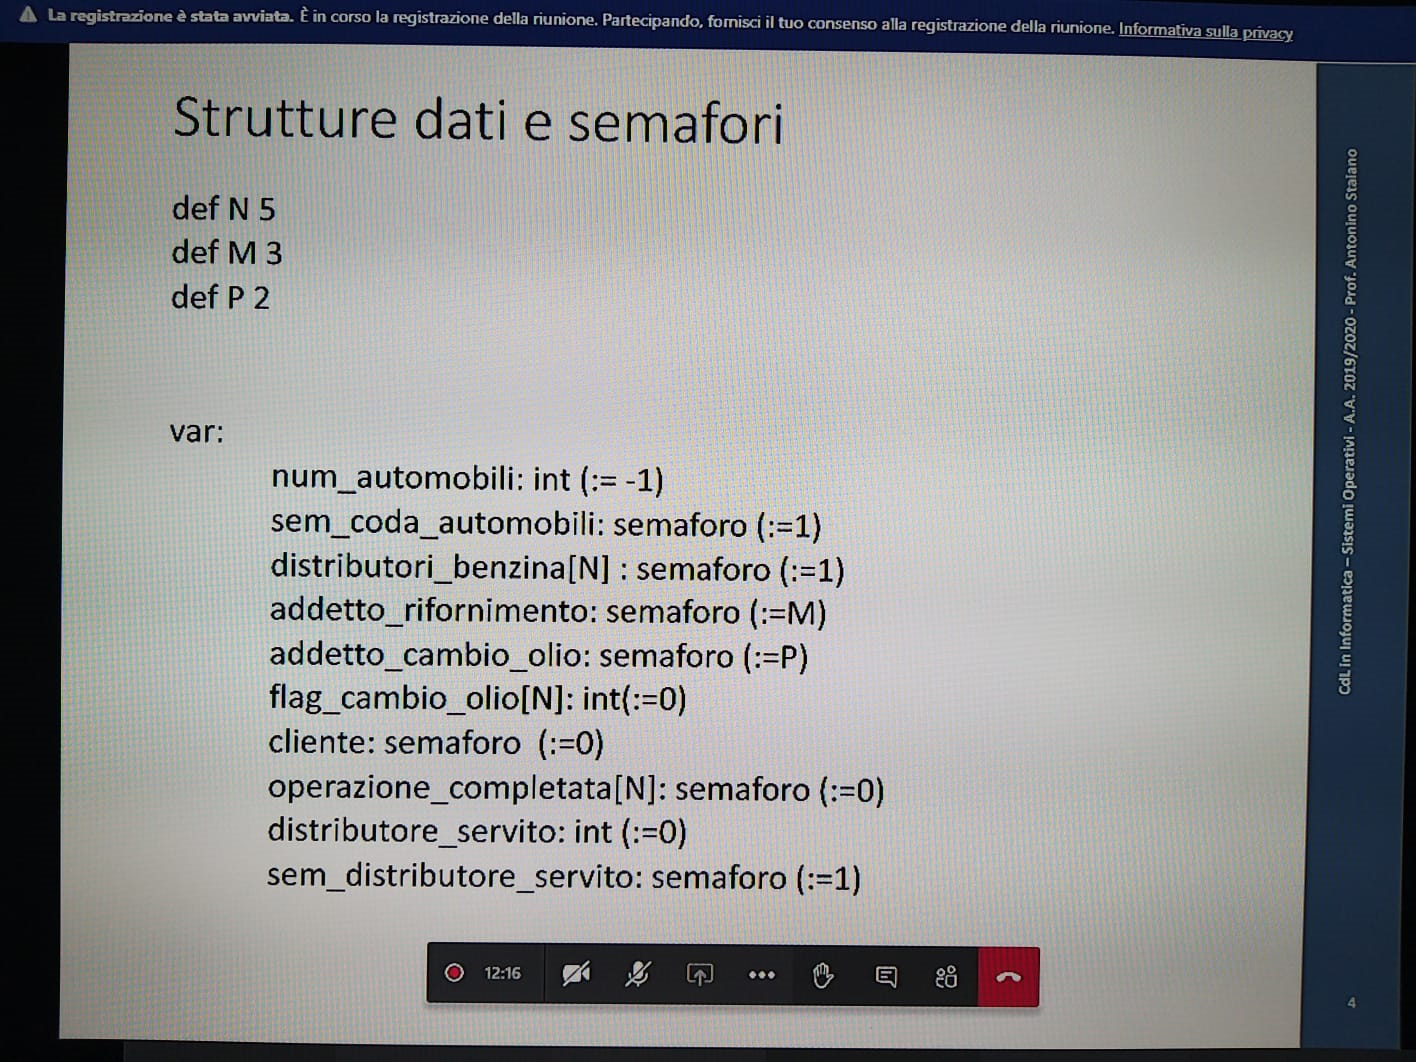 La registrazione è stata avviata. È in corso la registrazione della riunione. Partecipando, fornisci il tuo consenso alla registrazione della riunione. Informativa sulla privacy
Strutture dati e semafori
def N 5
def M 3
def P 2
var:
num_automobili: int (:= -1)
sem_coda_automobili: semaforo (:=1)
distributori_benzina[N] : semaforo (:=1)
addetto_rifornimento: semaforo (:=M)
addetto_cambio_olio: semaforo (:=P)
flag_cambio_olio[N]: int(:=0)
cliente: semaforo (:=0)
operazione_completata[N]: semaforo (:=0)
distributore_servito: int (:=0)
sem_distributore_servito: semaforo (:=1)
CdL in Informatica – Sistemi Operativi - A.A. 2019/2020 - Prof. Antonino Staiano
12:16
4